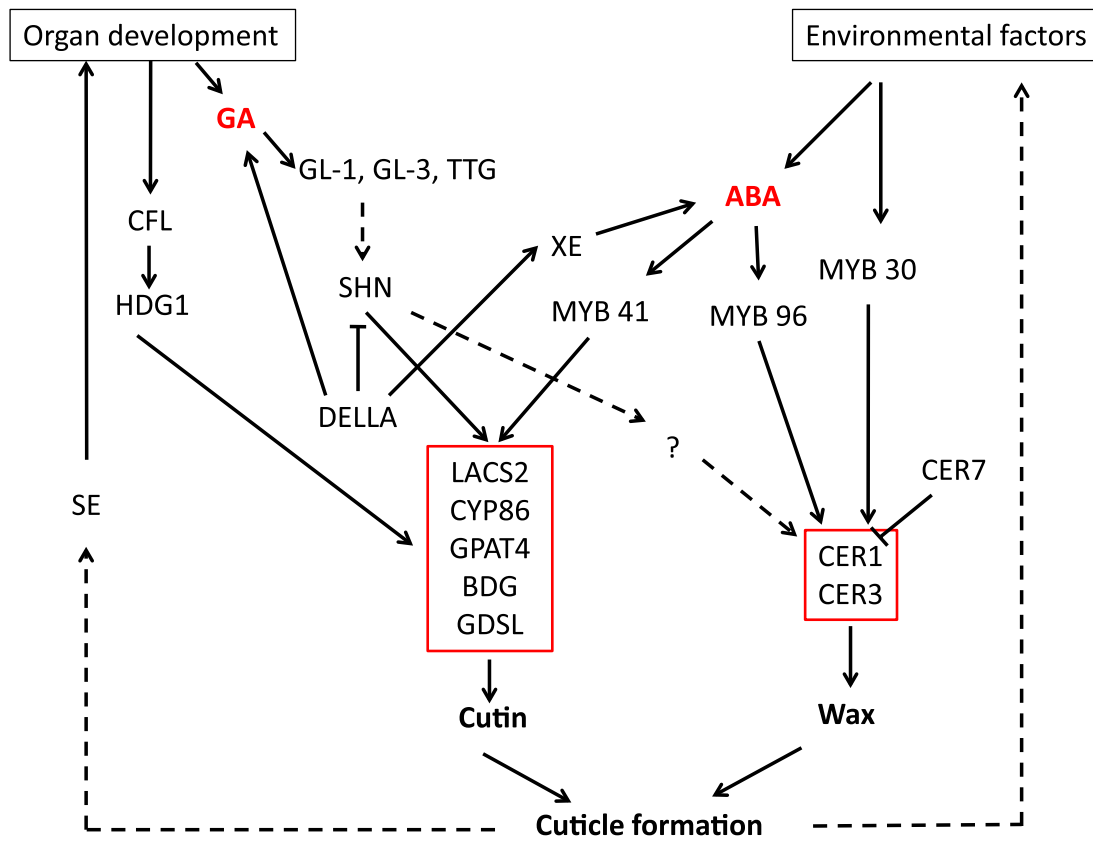 Organ development
Environmental factors
GA
GL-1, GL-3, TTG
ABA
CFL
XE
MYB 30
SHN
HDG1
MYB 41
MYB 96
DELLA
?
CER7
LACS2
CYP86
GPAT4
BDG
GDSL
SE
CER1
CER3
Cutin
Wax
Cuticle formation